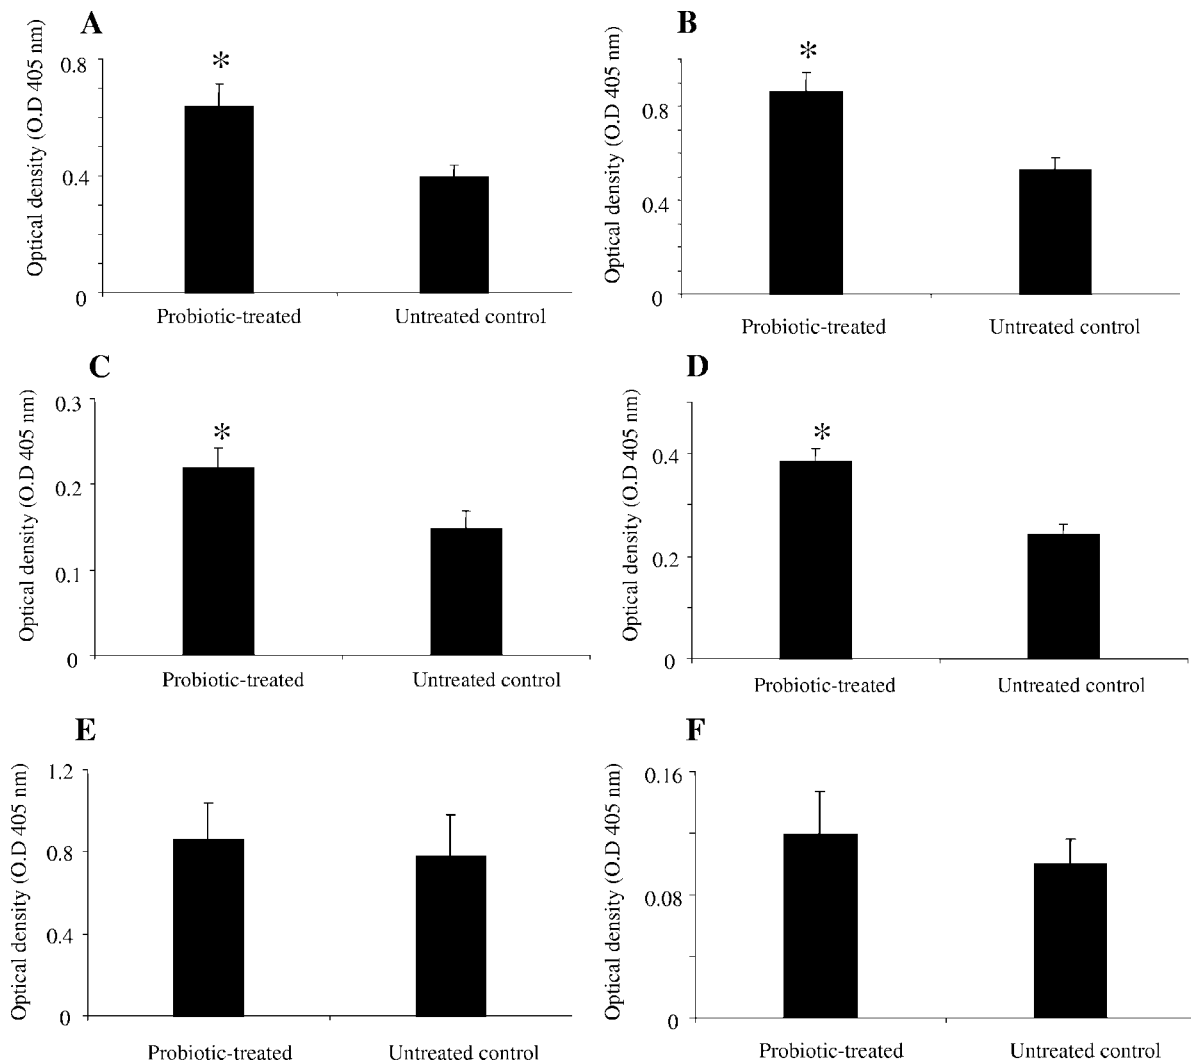 A
Optical density (O.D 405 nm)
0.8
0.4
0
*
Probiotic-treated
Untreated control
B
Optical density (O.D 405 nm)
0.8
0.4
0
*
Probiotic-treated
Untreated control
C
Optical density (O.D 405 nm)
0.3
0.2
0.1
0
*
Probiotic-treated
Untreated control
D
Optical density (O.D 405 nm)
0.4
0.2
0
*
Probiotic-treated
Untreated control
E
Optical density (O.D 405 nm)
1.2
0.8
0.4
0
Probiotic-treated
Untreated control
F
Optical density (O.D 405 nm)
0.16
0.08
0
Probiotic-treated
Untreated control